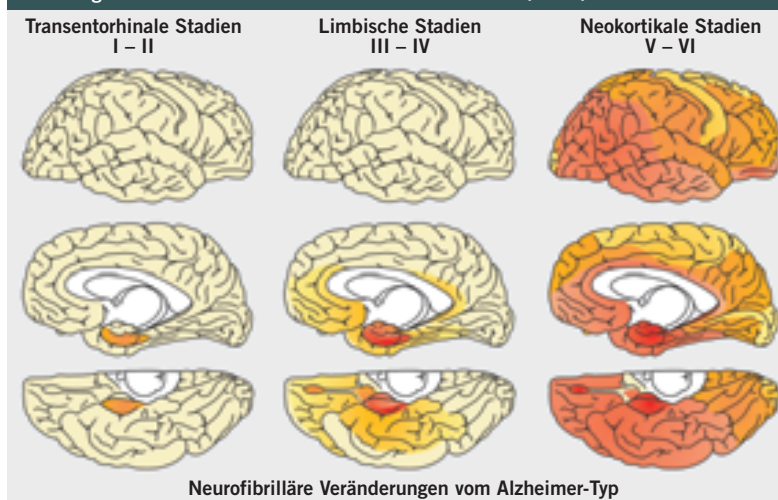 Transentorhinale Stadien
I – II
Limbische Stadien
III – IV
Neokortikale Stadien
V – VI
Neurofibrilläre Veränderungen vom Alzheimer-Typ